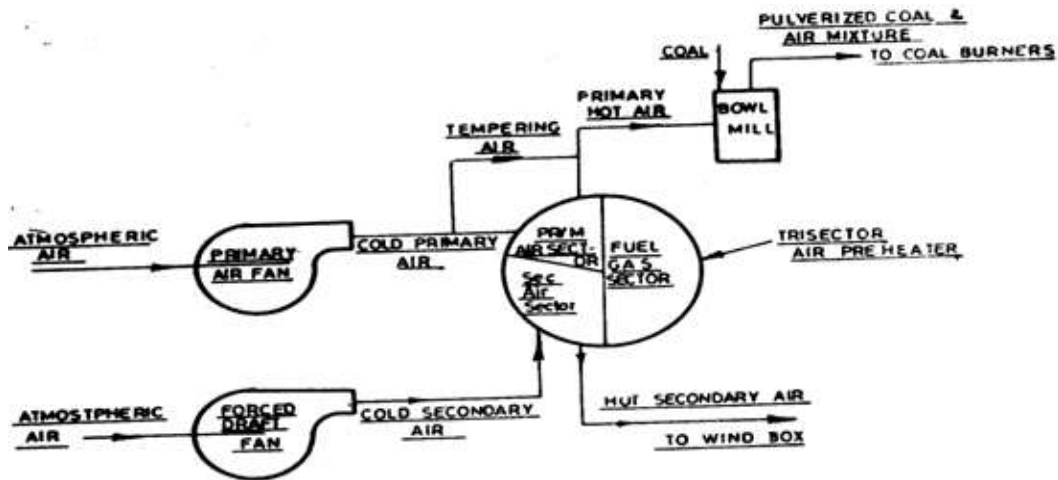 PULVERIZED COAL &
AIR MIXTURE
TO COAL BURNERS
COAL
PRIMARY
HOT AIR
BOWL
MILL
TEMPERING
AIR
ATMOSPHERIC
AIR
PRIMARY
AIR FAN
COLD PRIMARY
AIR
PRYM
AIR SECT-
OR
FUEL
GAS
SECTOR
Sec
Air
Sector
TRISECTOR
AIR PREHEATER
ATMOSTPHERIC
AIR
FORCED
DRAFT
FAN
COLD SECONDARY
AIR
HUT SECONDARY AIR
TO WIND BOX